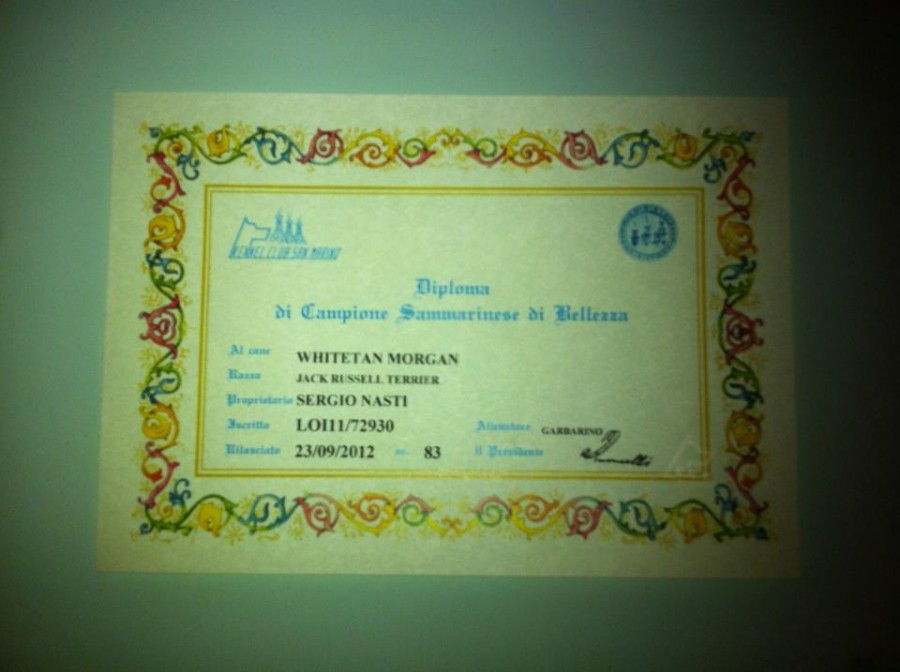 KENNEL CLUB SAN MARINO
Diploma
di Campione Sammarinese di Bellezza
Al cane WHITETAN MORGAN
Razza JACK RUSSELL TERRIER
Proprietario SERGIO NASTI
Iscritto LOI11/72930 Allevatore GARBARINO
Rilasciato 23/09/2012 nr. 83 il Presidente